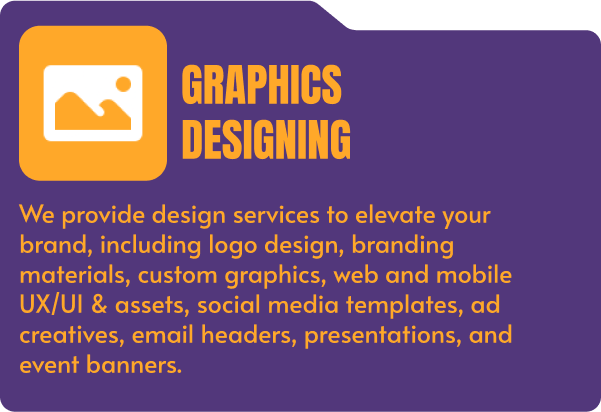 GRAPHICS
DESIGNING
We provide design services to elevate your
brand, including logo design, branding
materials, custom graphics, web and mobile
UX/UI & assets, social media templates, ad
creatives, email headers, presentations, and
event banners.